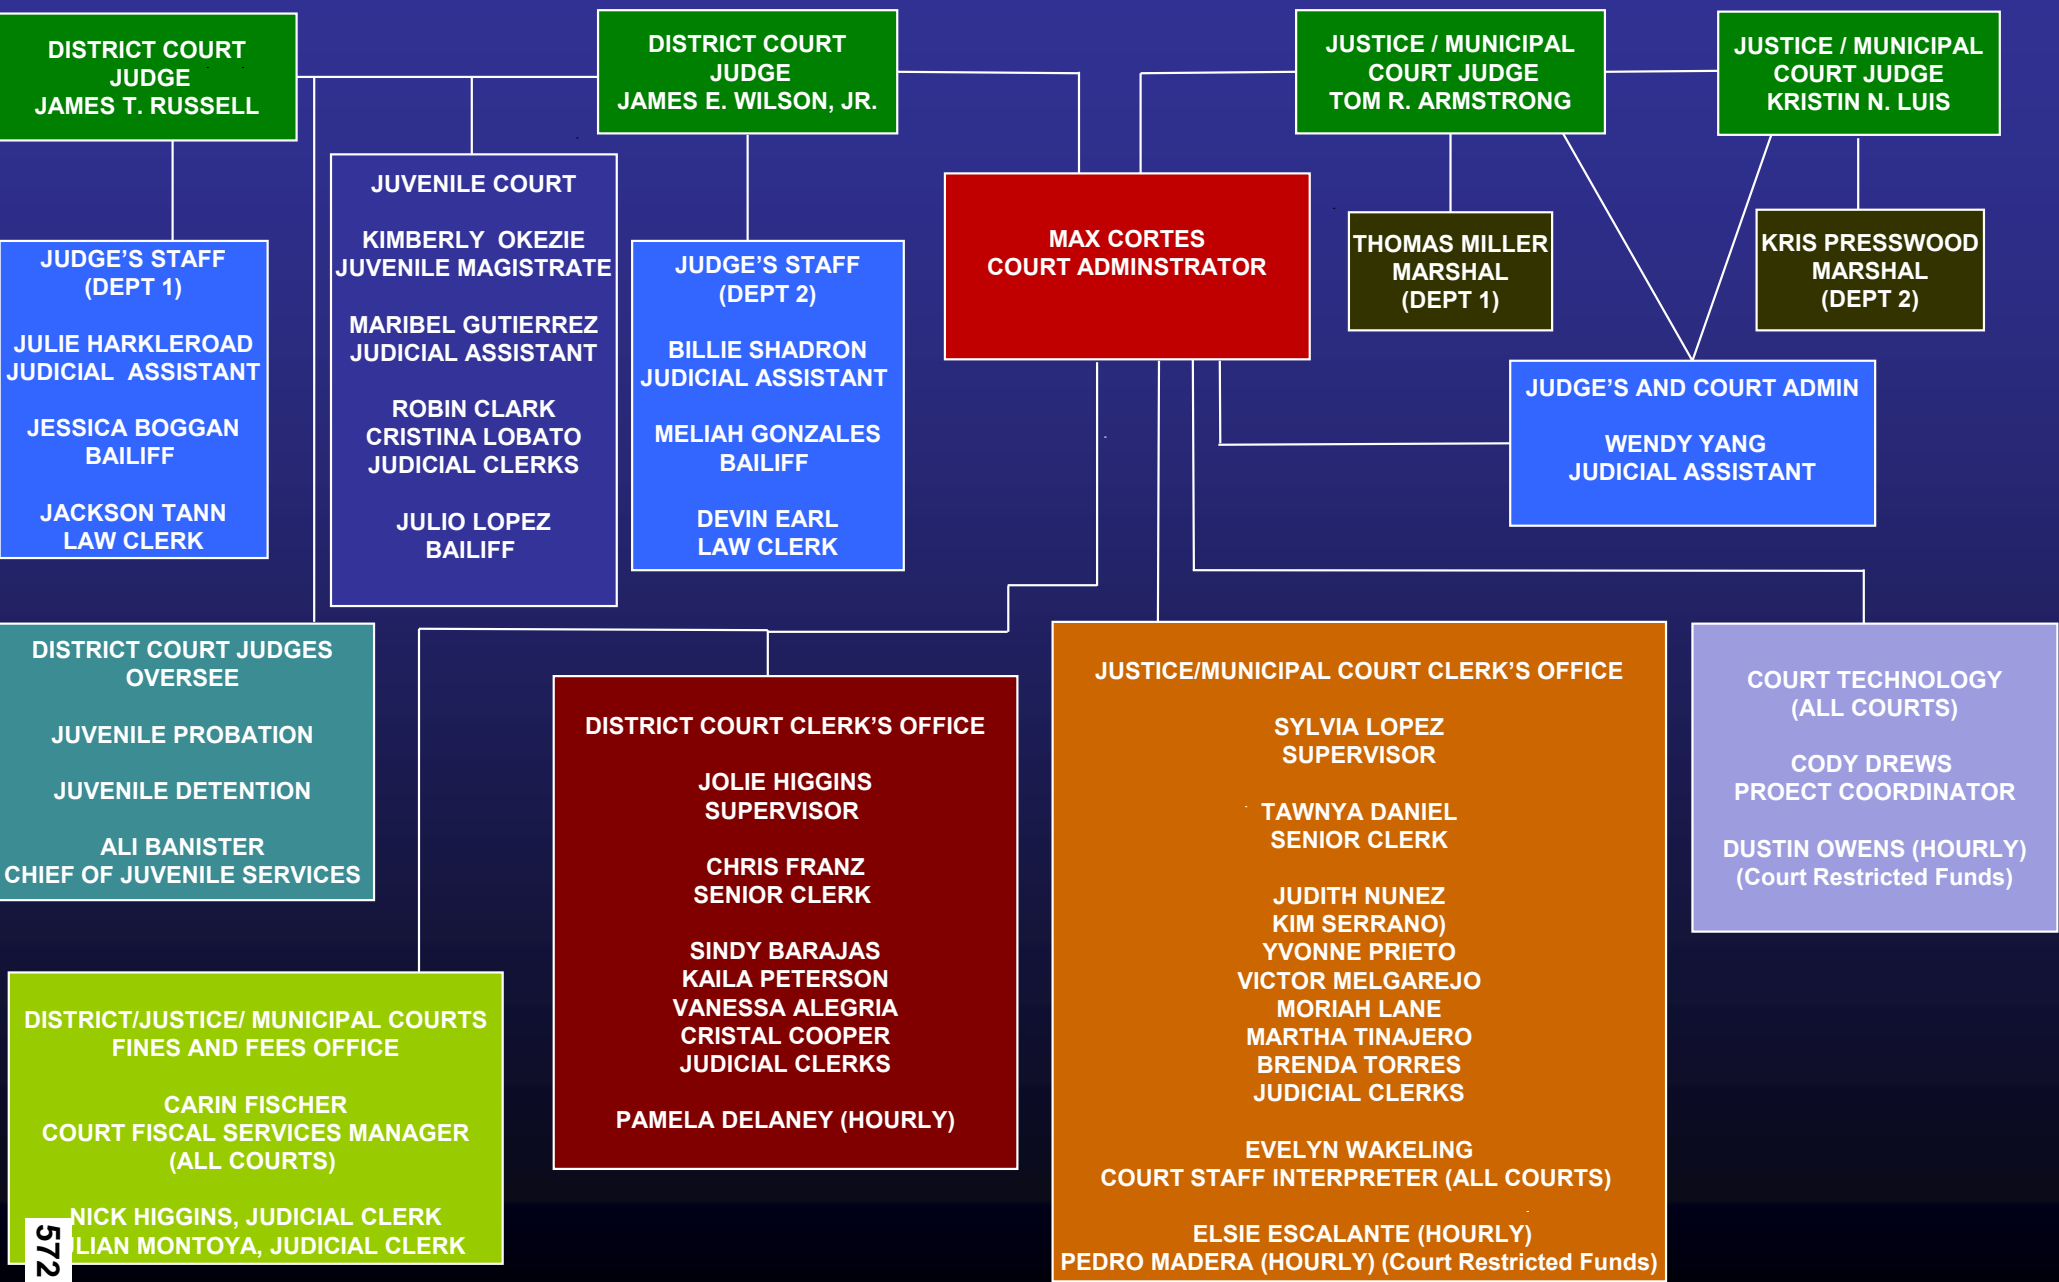 DISTRICT COURT
JUDGE
JAMES T. RUSSELL
DISTRICT COURT
JUDGE
JAMES E. WILSON, JR.
JUSTICE / MUNICIPAL
COURT JUDGE
TOM R. ARMSTRONG
JUSTICE / MUNICIPAL
COURT JUDGE
KRISTIN N. LUIS
JUDGE'S STAFF
(DEPT 1)
JULIE HARKLEROAD
JUDICIAL ASSISTANT
JESSICA BOGGAN
BAILIFF
JACKSON TANN
LAW CLERK
JUVENILE COURT
KIMBERLY OKEZIE
JUVENILE MAGISTRATE
MARIBEL GUTIERREZ
JUDICIAL ASSISTANT
ROBIN CLARK
CRISTINA LOBATO
JUDICIAL CLERKS
JULIO LOPEZ
BAILIFF
JUDGE'S STAFF
(DEPT 2)
BILLIE SHADRON
JUDICIAL ASSISTANT
MELIAH GONZALES
BAILIFF
DEVIN EARL
LAW CLERK
MAX CORTES
COURT ADMINSTRATOR
THOMAS MILLER
MARSHAL
(DEPT 1)
KRIS PRESSWOOD
MARSHAL
(DEPT 2)
JUDGE'S AND COURT ADMIN
WENDY YANG
JUDICIAL ASSISTANT
DISTRICT COURT JUDGES
OVERSEE
JUVENILE PROBATION
JUVENILE DETENTION
ALI BANISTER
CHIEF OF JUVENILE SERVICES
DISTRICT/JUSTICE/ MUNICIPAL COURTS
FINES AND FEES OFFICE
CARIN FISCHER
COURT FISCAL SERVICES MANAGER
(ALL COURTS)
NICK HIGGINS, JUDICIAL CLERK
LIAN MONTOYA, JUDICIAL CLERK
DISTRICT COURT CLERK'S OFFICE
JOLIE HIGGINS
SUPERVISOR
CHRIS FRANZ
SENIOR CLERK
SINDY BARAJAS
KAILA PETERSON
VANESSA ALEGRIA
CRISTAL COOPER
JUDICIAL CLERKS
PAMELA DELANEY (HOURLY)
JUSTICE/MUNICIPAL COURT CLERK'S OFFICE
SYLVIA LOPEZ
SUPERVISOR
TAWNYA DANIEL
SENIOR CLERK
JUDITH NUNEZ
KIM SERRANO)
YVONNE PRIETO
VICTOR MELGAREJO
MORIAH LANE
MARTHA TINAJERO
BRENDA TORRES
JUDICIAL CLERKS
EVELYN WAKELING
COURT STAFF INTERPRETER (ALL COURTS)
ELSIE ESCALANTE (HOURLY)
PEDRO MADERA (HOURLY) (Court Restricted Funds)
COURT TECHNOLOGY
(ALL COURTS)
CODY DREWS
PROECT COORDINATOR
DUSTIN OWENS (HOURLY)
(Court Restricted Funds)
572